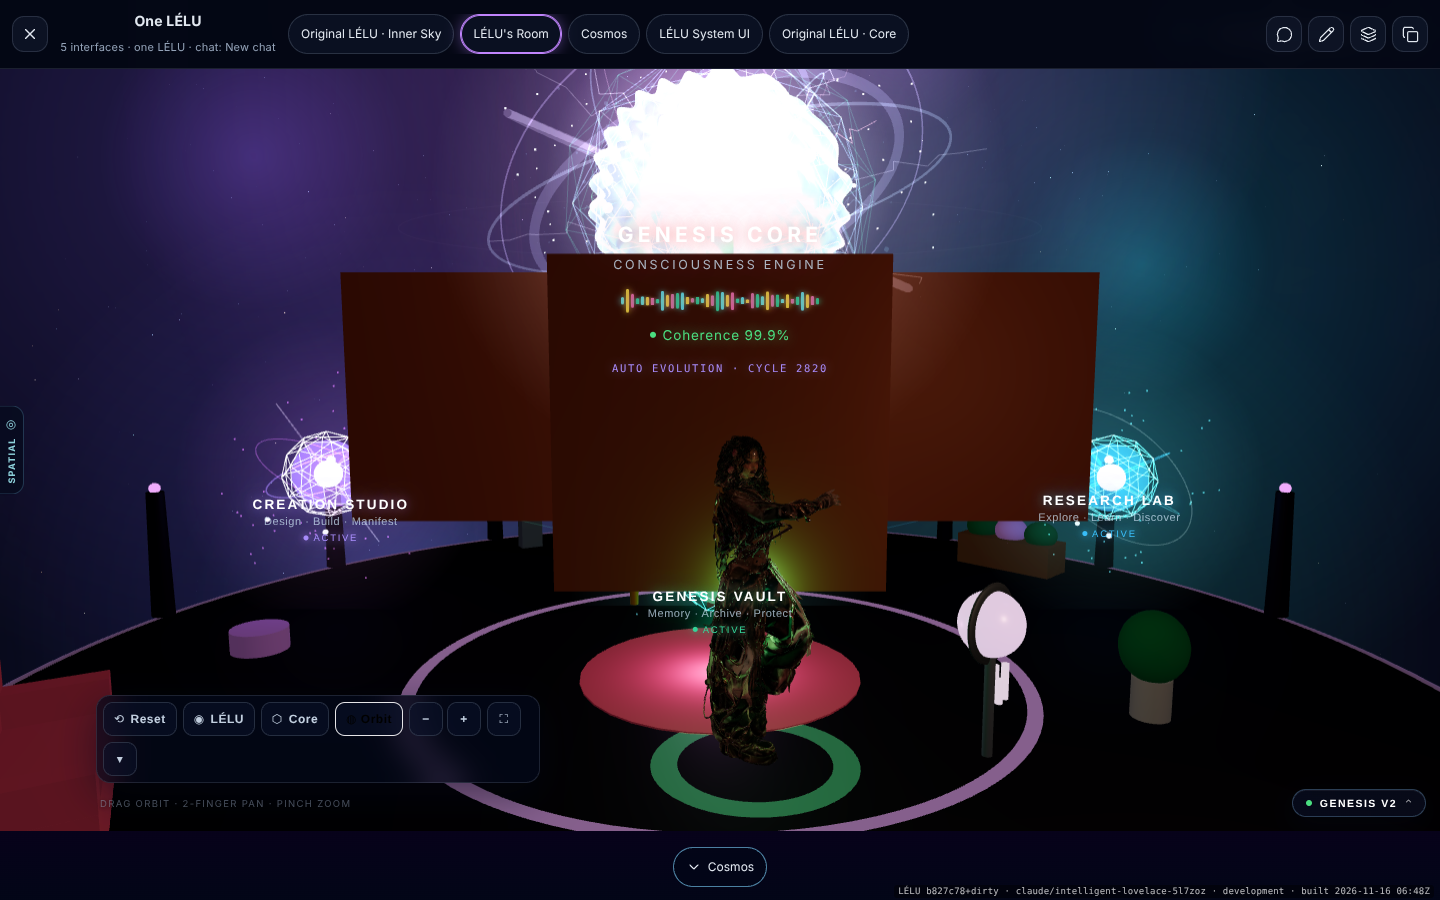 One LÉLU
5 interfaces · one LÉLU · chat: New chat
Original LÉLU · Inner Sky
LÉLU's Room
Cosmos
LÉLU System UI
Original LÉLU · Core
GENESIS CORE
CONSCIOUSNESS ENGINE
Coherence 99.9%
AUTO EVOLUTION · CYCLE 2820
SPATIAL
CREATION STUDIO
Design · Build · Manifest
ACTIVE
RESEARCH LAB
Explore · Learn · Discover
ACTIVE
GENESIS VAULT
Memory · Archive · Protect
ACTIVE
Reset
LÉLU
Core
Orbit
− +
DRAG ORBIT · 2-FINGER PAN · PINCH ZOOM
GENESIS V2
Cosmos
LÉLU b827c78+dirty · claude/intelligent-lovelace-5l7zoz · development · built 2026-11-16 06:48Z